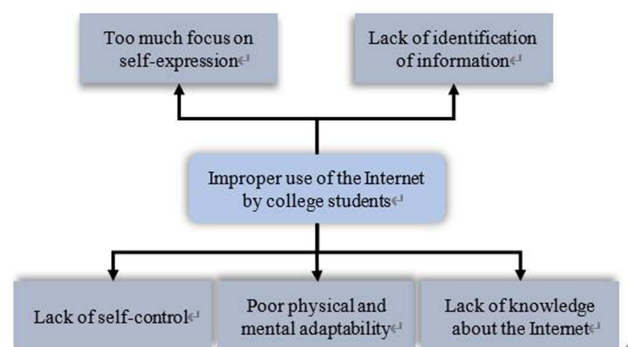 Too much focus on
self-expression↵
Lack of identification
of information↵
Improper use of the Internet
by college students↵
Lack of self-control↵
Poor physical and
mental adaptability↵
Lack of knowledge
about the Internet↵